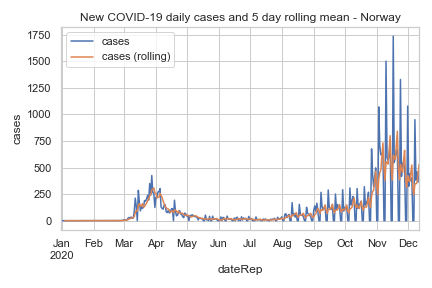 New COVID-19 daily cases and 5 day rolling mean - Norway
cases
cases (rolling)
1750
1500
1250
1000
750
500
250
0
cases
Jan Feb Mar Apr May Jun Jul Aug Sep Oct Nov Dec
2020
dateRep